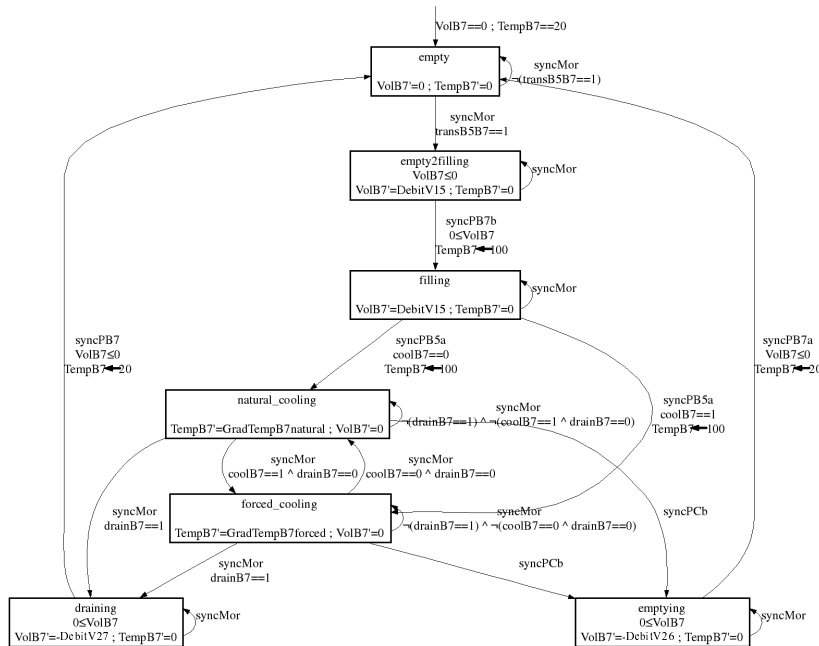 VolB7==0 ; TempB7==20
empty
VolB7'=0 ; TempB7'=0
syncMor
¬(transB5B7==1)
syncMor
transB5B7==1
empty2filling
VolB7≤0
VolB7'=DebitV15 ; TempB7'=0
syncMor
syncPB7b
0≤VolB7
TempB7←100
filling
VolB7'=DebitV15 ; TempB7'=0
syncMor
syncPB7
VolB7≤0
TempB7←20
syncPB5a
coolB7==0
TempB7←100
syncPB7a
VolB7≤0
TempB7←20
syncPB5a
coolB7==1
TempB7←100
natural_cooling
TempB7'=GradTempB7natural ; VolB7'=0
syncMor
¬(drainB7==1) ^ ¬(coolB7==1 ^ drainB7==0)
syncMor
coolB7==1 ^ drainB7==0
syncMor
coolB7==0 ^ drainB7==0
forced_cooling
TempB7'=GradTempB7forced ; VolB7'=0
syncMor
¬(drainB7==1) ^ ¬(coolB7==0 ^ drainB7==0)
syncMor
drainB7==1
syncPCb
syncMor
drainB7==1
syncPCb
draining
0≤VolB7
VolB7'=-DebitV27 ; TempB7'=0
syncMor
emptying
0≤VolB7
VolB7'=-DebitV26 ; TempB7'=0
syncMor